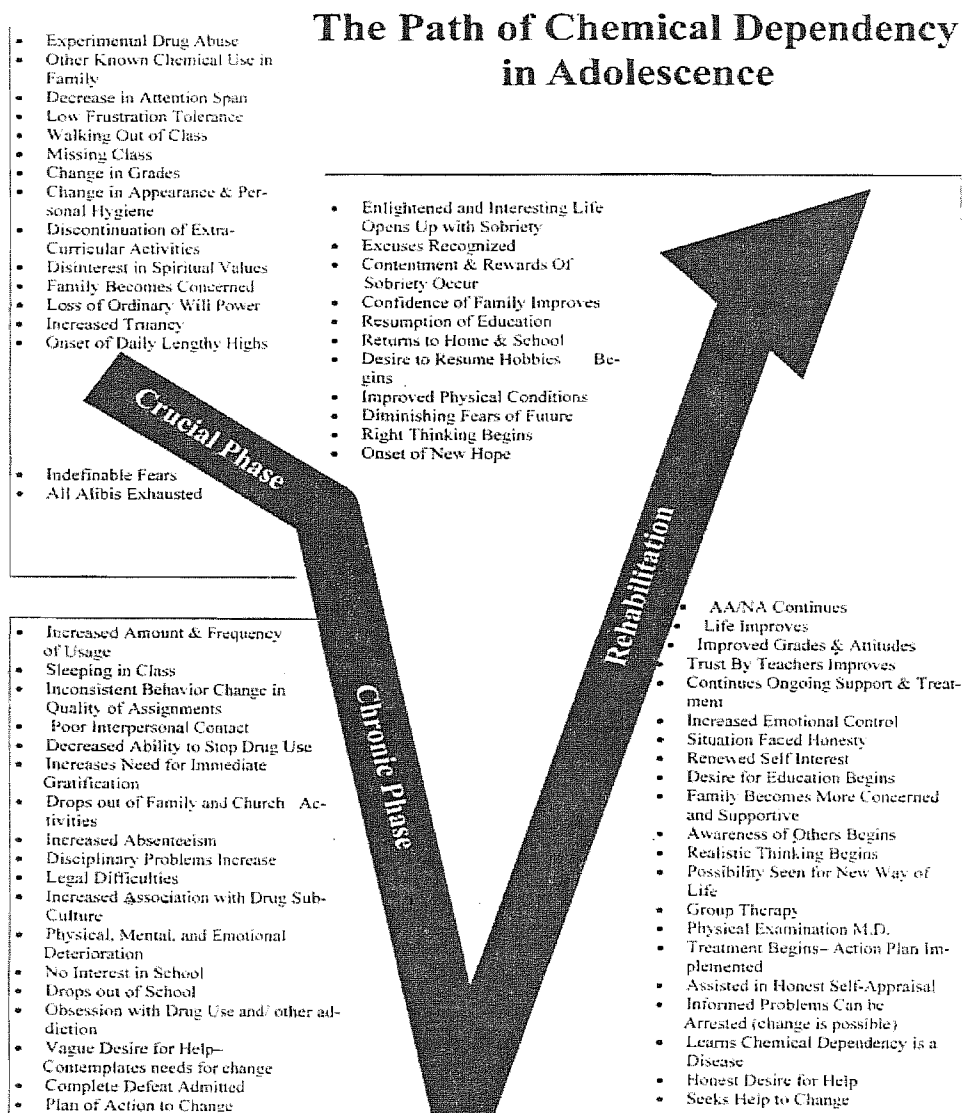 The Path of Chemical Dependency
in Adolescence
• Experimental Drug Abuse
• Other Known Chemical Use in
Family
• Decrease in Attention Span
• Low Frustration Tolerance
• Walking Out of Class
• Missing Class
• Change in Grades
• Change in Appearance & Per-
sonal Hygiene
• Discontinuation of Extra-
Curricular Activities
• Disinterest in Spiritual Values
• Family Becomes Concerned
• Loss of Ordinary Will Power
• Increased Truancy
• Onset of Daily Lengthy Highs
Crucial Phase
• Indefinable Fears
• All Alibis Exhausted
• Increased Amount & Frequency
of Usage
• Sleeping in Class
• Inconsistent Behavior Change in
Quality of Assignments
• Poor Interpersonal Contact
• Decreased Ability to Stop Drug Use
• Increases Need for Immediate
Gratification
• Drops out of Family and Church Ac-
tivities
• Increased Absenteeism
• Disciplinary Problems Increase
• Legal Difficulties
• Increased Association with Drug Sub-
Culture
• Physical, Mental, and Emotional
Deterioration
• No Interest in School
• Drops out of School
• Obsession with Drug Use and/ other ad-
diction
• Vague Desire for Help–
Contemplates needs for change
• Complete Defeat Admitted
• Plan of Action to Change
Chronic Phase
• Enlightened and Interesting Life
Opens Up with Sobriety
• Excuses Recognized
• Contentment & Rewards Of
Sobriety Occur
• Confidence of Family Improves
• Resumption of Education
• Returns to Home & School
• Desire to Resume Hobbies Be-
gins
• Improved Physical Conditions
• Diminishing Fears of Future
• Right Thinking Begins
• Onset of New Hope
Rehabilitation
• AA/NA Continues
• Life Improves
• Improved Grades & Attitudes
• Trust By Teachers Improves
• Continues Ongoing Support & Treat-
ment
• Increased Emotional Control
• Situation Faced Honesty
• Renewed Self Interest
• Desire for Education Begins
• Family Becomes More Concerned
and Supportive
• Awareness of Others Begins
• Realistic Thinking Begins
• Possibility Seen for New Way of
Life
• Group Therapy
• Physical Examination M.D.
• Treatment Begins– Action Plan Im-
plemented
• Assisted in Honest Self-Appraisal
• Informed Problems Can be
Arrested (change is possible)
• Learns Chemical Dependency is a
Disease
• Honest Desire for Help
• Seeks Help to Change